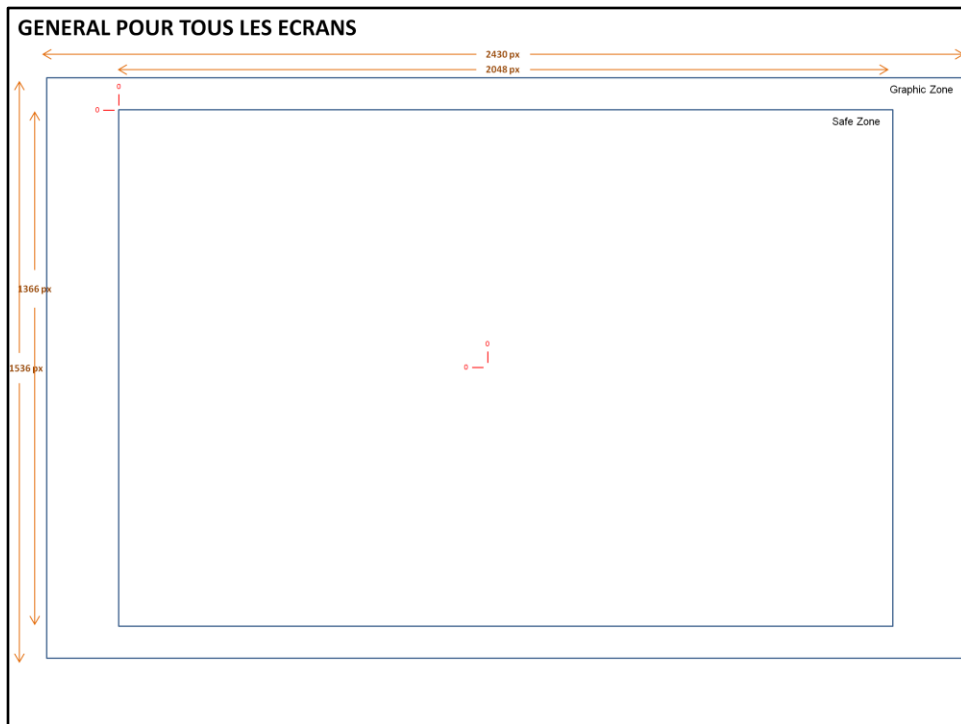 GENERAL POUR TOUS LES ECRANS
2430 px
2048 px
0
Graphic Zone
0
Safe Zone
1366 px
0
0
1536 px